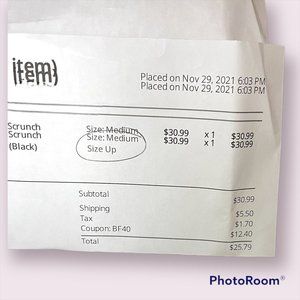 item)
item)
Placed on Nov 29, 2021 6:03 PM
Placed on Nov 29, 2021 6:03 PM
Scrunch Size: Medium $30.99 x 1 $30.99
Scrunch Size: Medium $30.99 x 1 $30.99
(Black) Size Up
Subtotal $30.99
Shipping $5.50
Tax $1.70
Coupon: BF40 $12.40
Total $25.79
PhotoRoom®